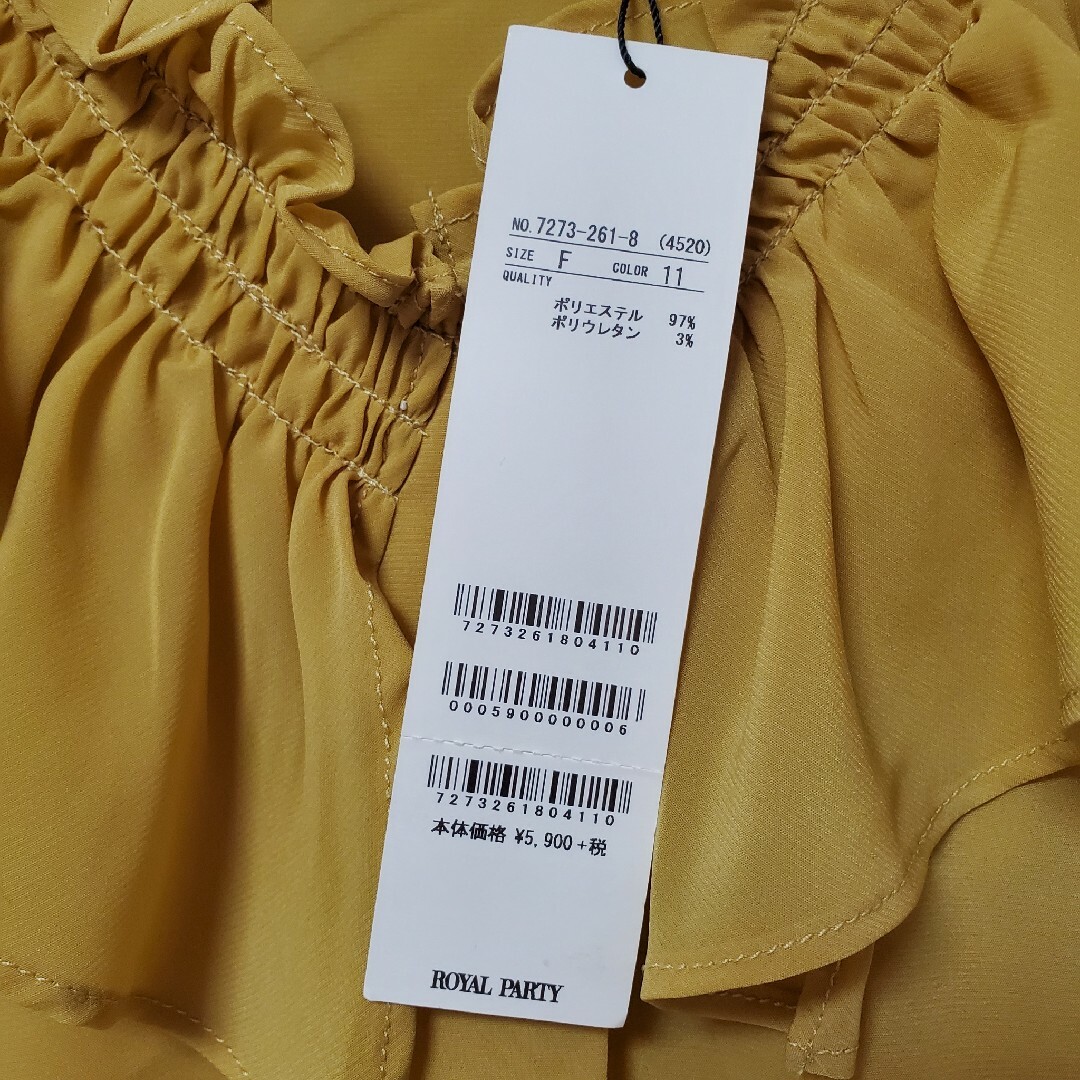 NO. 7273-261-8 (4520)
SIZE F COLOR 11
QUALITY
ポリエステル 97%
ポリウレタン 3%
7273261804110
0005900000006
7273261804110
本体価格 ¥5,900+税
ROYAL PARTY